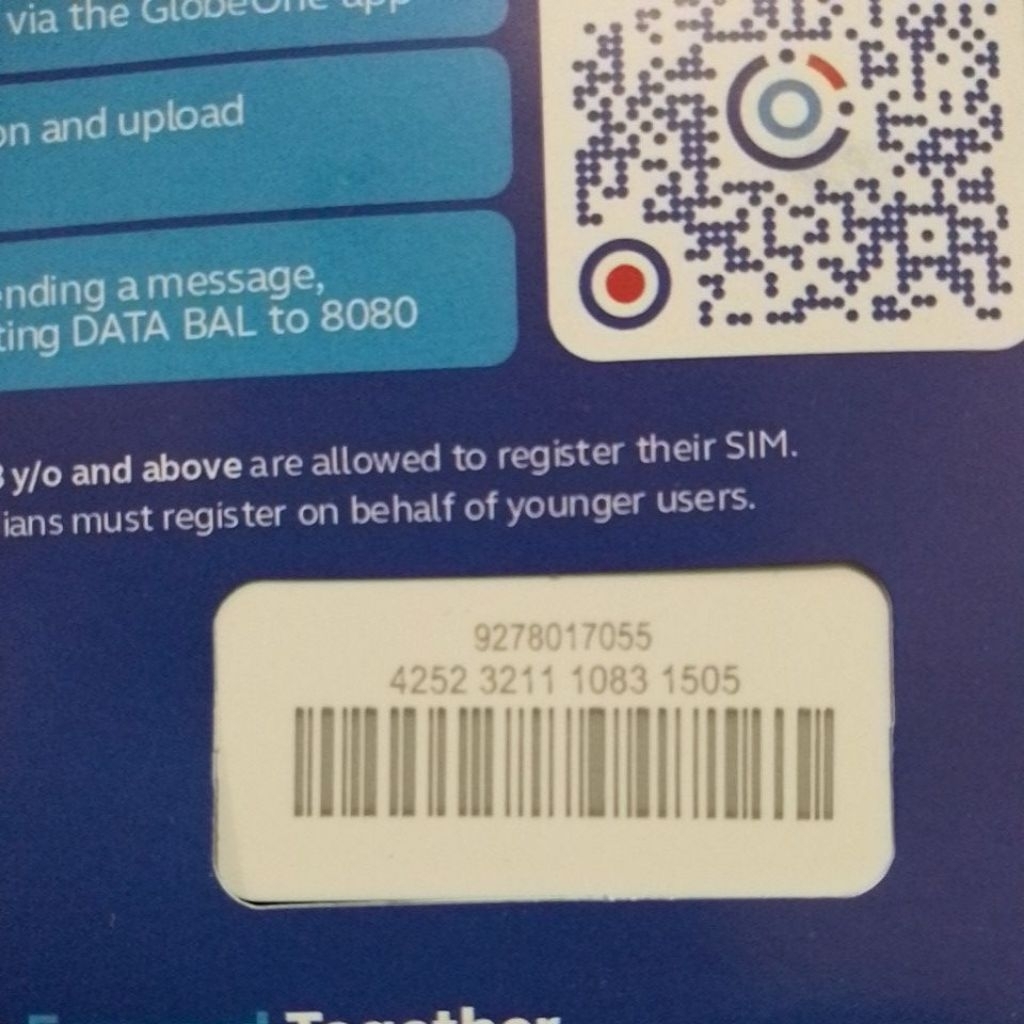 via the GlobeOne app
on and upload
ending a message,
ting DATA BAL to 8080
y/o and above are allowed to register their SIM.
ians must register on behalf of younger users.
9278017055
4252 3211 1083 1505
Together